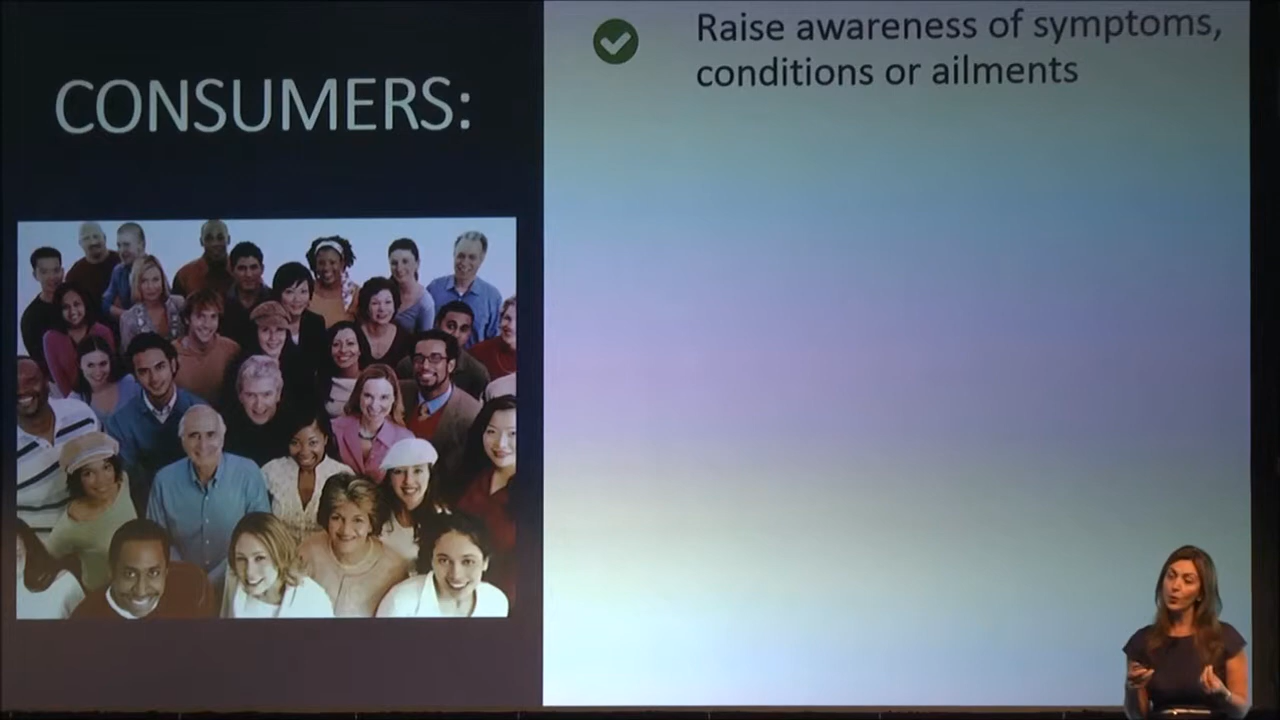 CONSUMERS:
Raise awareness of symptoms,
conditions or ailments